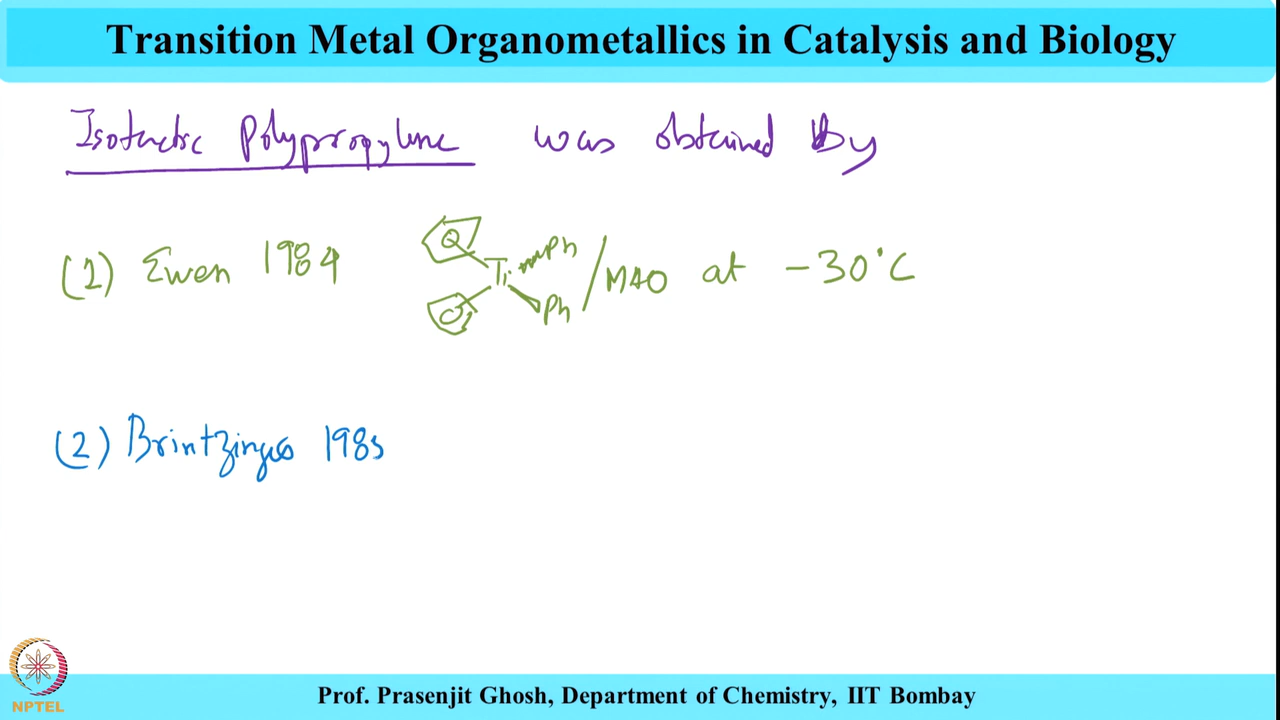 Transition Metal Organometallics in Catalysis and Biology
Isotactic Polypropylene was obtained By
(1) Ewen 1984 Ti Ph Ph / MAO at -30°C
(2) Brintzinger 1985
NPTEL
Prof. Prasenjit Ghosh, Department of Chemistry, IIT Bombay